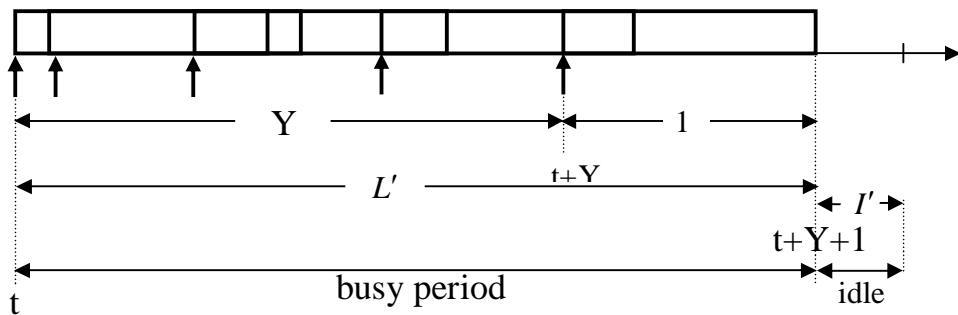 Y 1
t+Y
L′
I′
t+Y+1
busy period idle
t